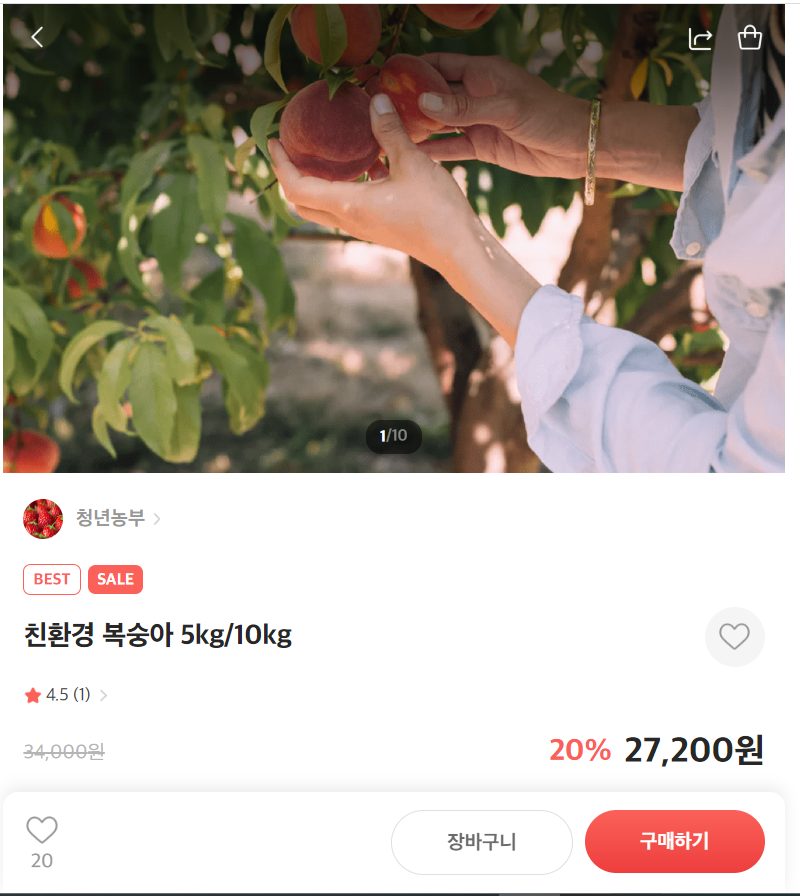 1/10
청년농부
BEST SALE
친환경 복숭아 5kg/10kg
4.5 (1)
34,000원 20% 27,200원
20 장바구니 구매하기